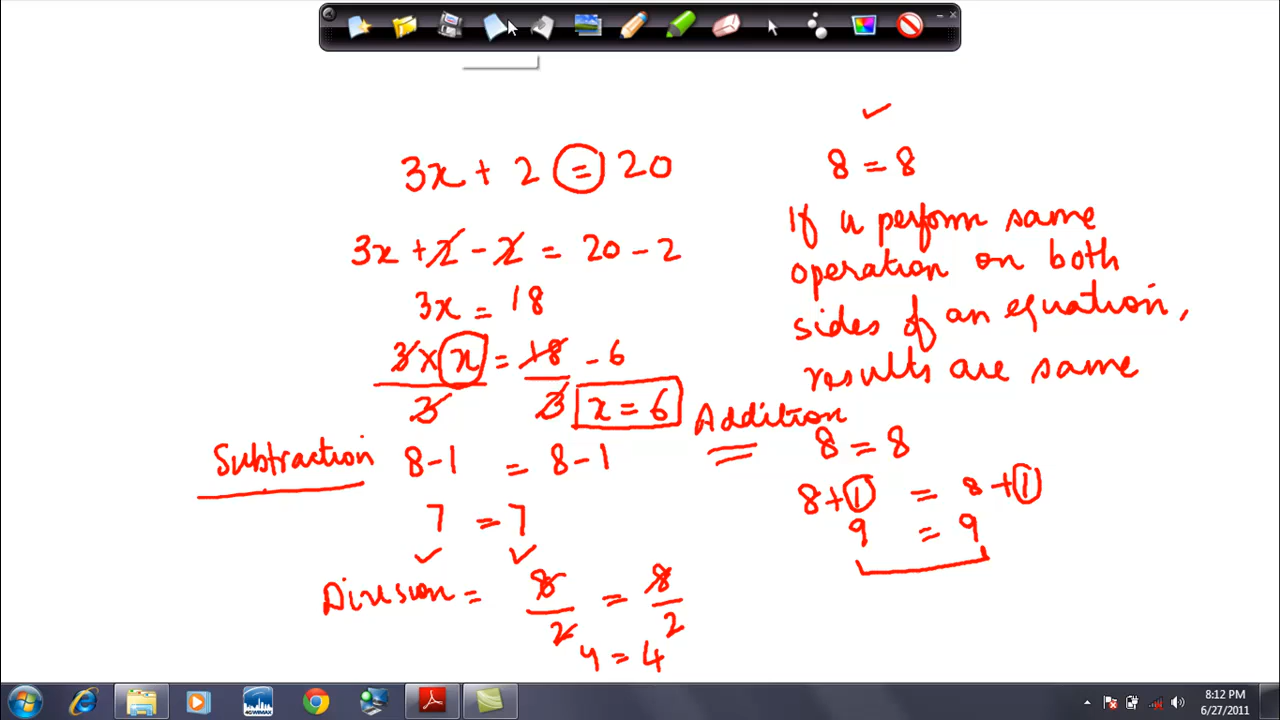 3x + 2 = 20
3x + 2 - 2 = 20 - 2
3x = 18
3 × x / 3 = 18 / 3 - 6
x = 6
8 = 8
If u perform same
operation on both
sides of an equation,
results are same
Addition
8 = 8
8 + 1 = 8 + 1
9 = 9
Subtraction 8 - 1 = 8 - 1
7 = 7
Division = 8 / 2 = 8 / 2
4 = 4
4G WiMAX
8:12 PM
6/27/2011